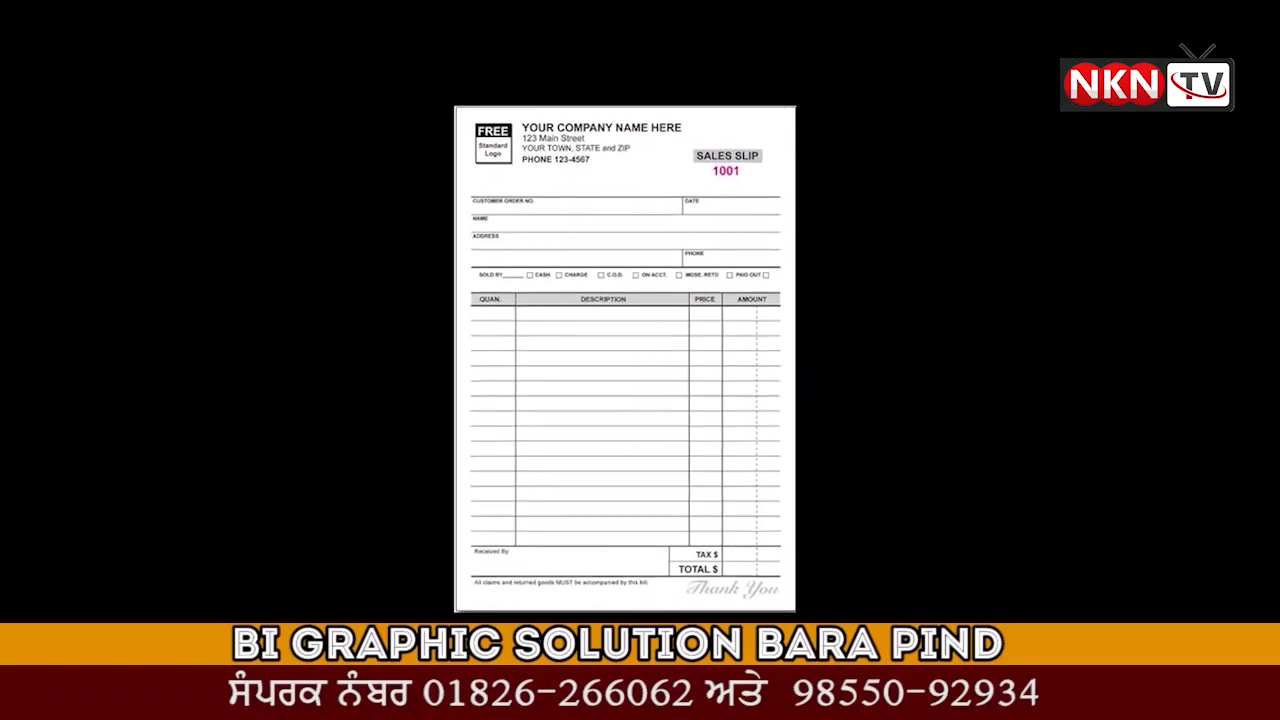 NKN TV
FREE
Standard
Logo
YOUR COMPANY NAME HERE
123 Main Street
YOUR TOWN, STATE and ZIP
PHONE 123-4567
SALES SLIP
1001
CUSTOMER ORDER NO. DATE
NAME
ADDRESS
PHONE
SOLD BY______ CASH CHARGE C.O.D. ON ACCT. MDSE. RETD. PAID OUT
QUAN. DESCRIPTION PRICE AMOUNT
Received By: TAX $
TOTAL $
All claims and returned goods MUST be accompanied by this bill.
Thank You
BI GRAPHIC SOLUTION BARA PIND
ਸੰਪਰਕ ਨੰਬਰ 01826-266062 ਅਤੇ 98550-92934